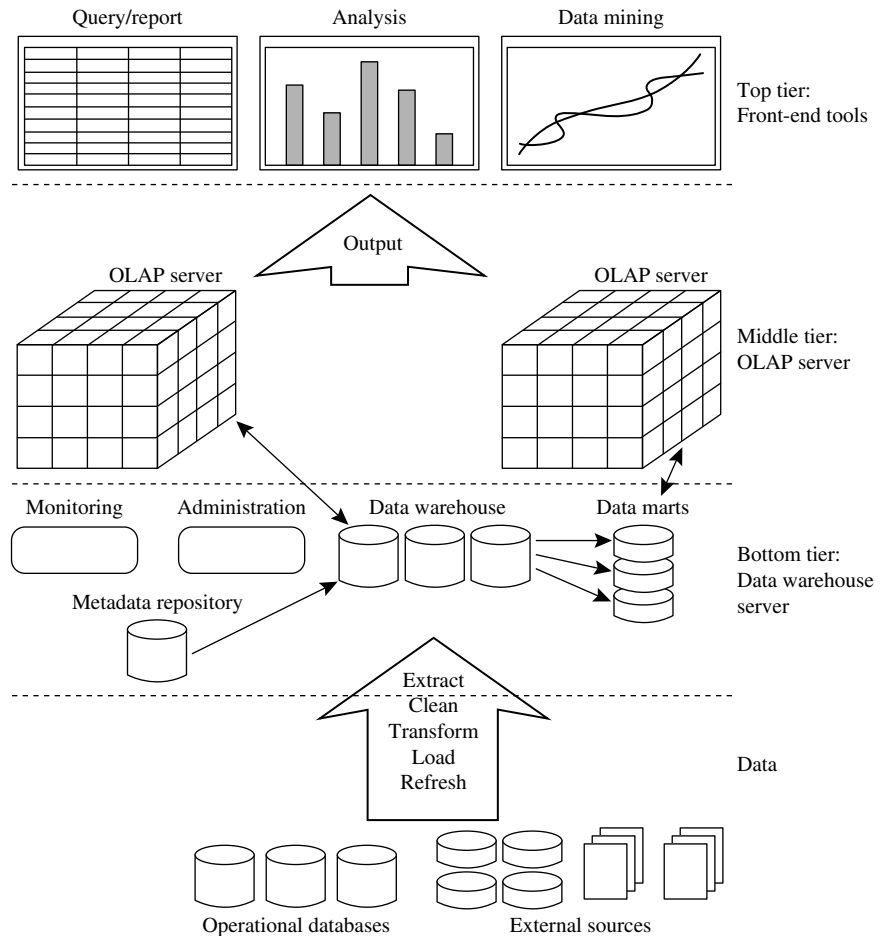 Query/report
Analysis
Data mining
Top tier:
Front-end tools
Output
OLAP server
OLAP server
Middle tier:
OLAP server
Monitoring
Administration
Data warehouse
Data marts
Bottom tier:
Data warehouse
server
Metadata repository
Extract
Clean
Transform
Load
Refresh
Data
Operational databases
External sources